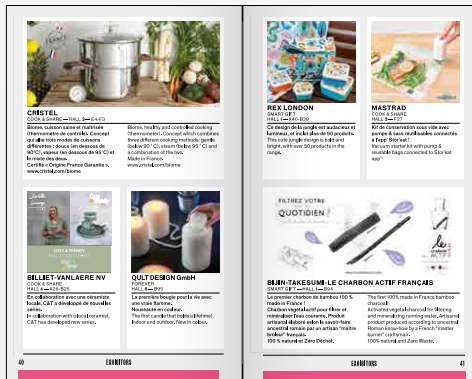 CRISTEL
COOK & SHARE — HALL 3 — E4-F3
Biome, cuisson saine et maîtrisée
(thermomètre de contrôle). Concept
qui allie trois modes de cuissons
différentes : douce (en dessous de
90°C), vapeur (en dessous de 95°C) et
le mixte des deux.
Certifié « Origine France Garantie ».
www.cristel.com/biome
Biome, healthy and controlled cooking
(thermometer). Concept which combines
three different cooking methods: gentle
(below 90°C), steam (below 95°C) and
a combination of the two.
Made in France.
www.cristel.com/biome
BILLIET-VANLAERE NV
COOK & SHARE
En collaboration avec une céramiste
locale, C&T a développé de nouvelles
séries.
In collaboration with a local ceramist,
C&T has developed new series.
QULT DESIGN GmbH
FOREVER
HALL 6 — B95
La première bougie pour la vie avec
une vraie flamme.
Nouveauté en couleur.
The first candle that holds a lifetime!
Indoor and outdoor. New in colour.
40
EXHIBITORS
REX LONDON
SMART GIFT
HALL 1 — A40-B39
Ce design de la jungle est audacieux et
lumineux, et inclut plus de 50 produits.
This cute jungle design is bold and
bright, with over 50 products in the
range.
MASTRAD
COOK & SHARE
Kit de conservation sous vide avec
pompe & sacs réutilisables connectés
à l'app' Stor'eat !
Vacuum starter kit with pump &
reusable bags connected to Stor'eat
app'!
FILTREZ VOTRE
QUOTIDIEN !
BIJIN-TAKESUMI-LE CHARBON ACTIF FRANÇAIS
SMART GIFT — HALL 1 — B94
Le premier charbon de bambou 100 %
made in France !
Charbon végétal actif pour filtrer et
minéraliser l'eau courante. Produit
artisanal élaboré selon le savoir-faire
ancestral romain par un artisan "maître
brûleur" français.
100 % naturel et Zéro Déchet.
The first 100% made in France bamboo
charcoal!
Activated vegetal charcoal for filtering
and mineralizing running water. Artisanal
product produced according to ancestral
Roman know-how by a French "master
burner" craftsman.
100% natural and Zero Waste.
EXHIBITORS
41